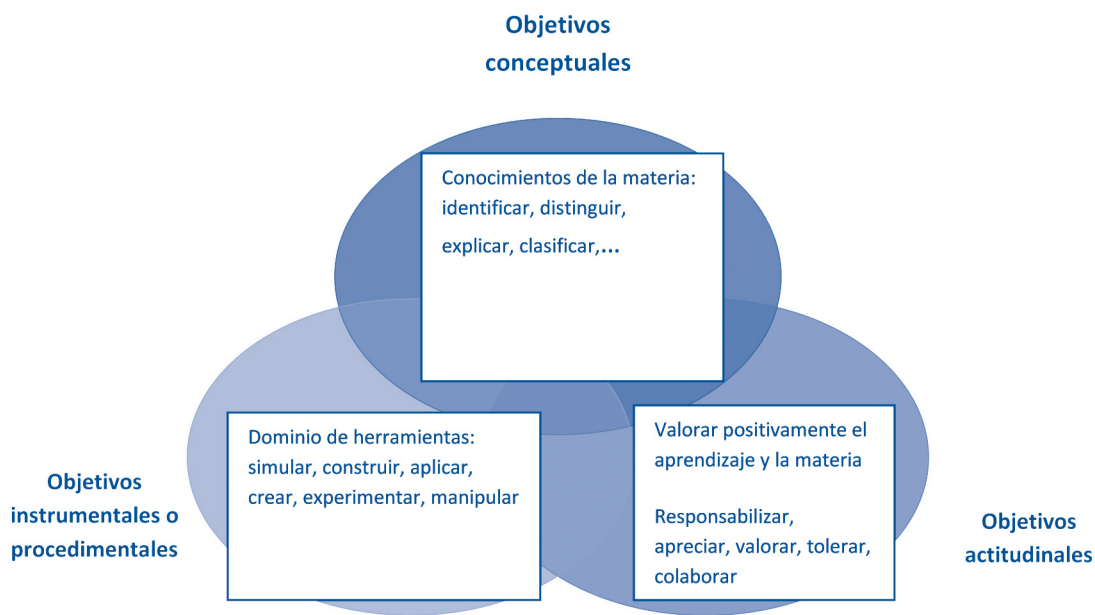 Objetivos
conceptuales
Conocimientos de la materia:
identificar, distinguir,
explicar, clasificar,...
Dominio de herramientas:
simular, construir, aplicar,
crear, experimentar, manipular
Valorar positivamente el
aprendizaje y la materia
Responsabilizar,
apreciar, valorar, tolerar,
colaborar
Objetivos
instrumentales o
procedimentales
Objetivos
actitudinales